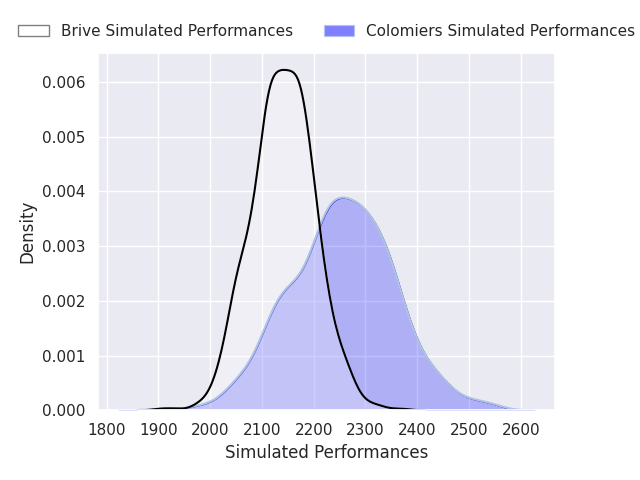 Brive Simulated Performances
Colomiers Simulated Performances
0.006
0.005
0.004
0.003
0.002
0.001
0.000
Density
1800 1900 2000 2100 2200 2300 2400 2500 2600
Simulated Performances